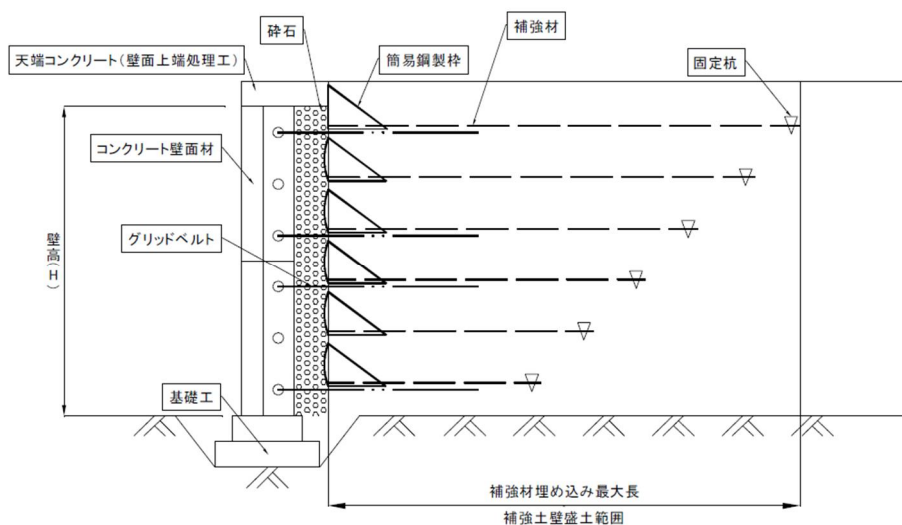 砕石
補強材
天端コンクリート(壁面上端処理工)
簡易鋼製枠
固定杭
コンクリート壁面材
グリッドベルト
壁高(H)
基礎工
補強材埋め込み最大長
補強土壁盛土範囲